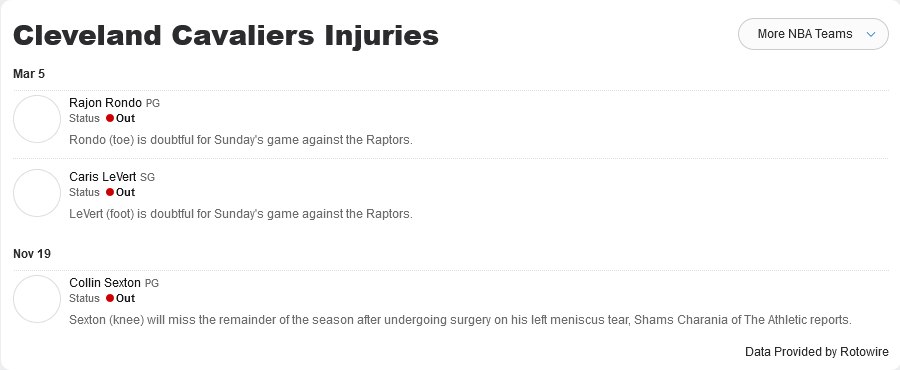 Cleveland Cavaliers Injuries
More NBA Teams
Mar 5
Rajon Rondo PG
Status Out
Rondo (toe) is doubtful for Sunday's game against the Raptors.
Caris LeVert SG
Status Out
LeVert (foot) is doubtful for Sunday's game against the Raptors.
Nov 19
Collin Sexton PG
Status Out
Sexton (knee) will miss the remainder of the season after undergoing surgery on his left meniscus tear, Shams Charania of The Athletic reports.
Data Provided by Rotowire